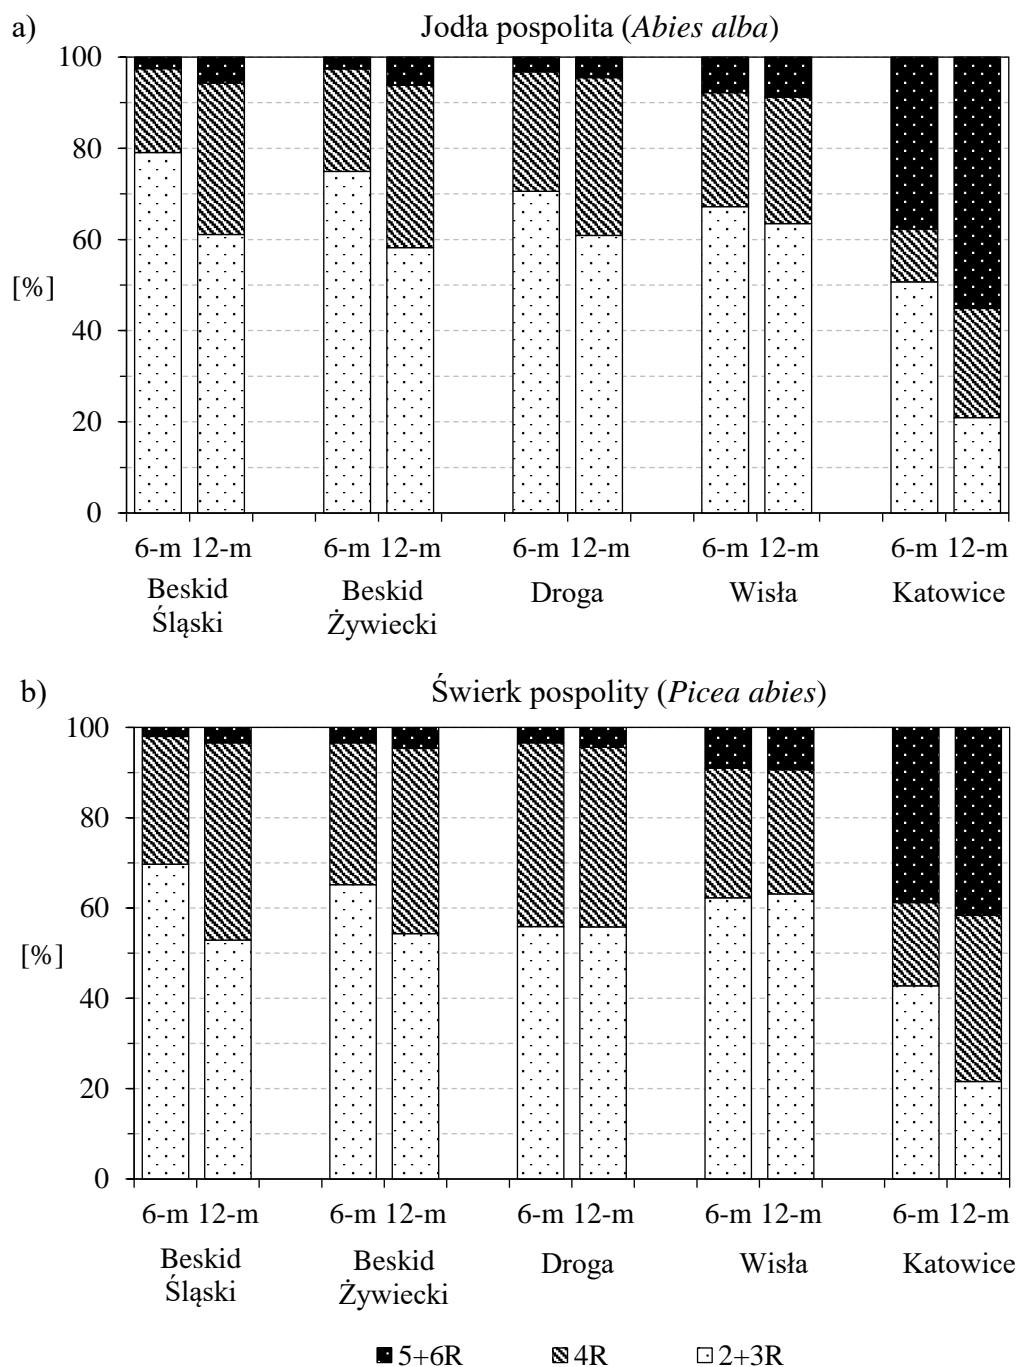 a) Jodła pospolita (Abies alba)
100
80
60
[%]
40
20
0
6-m 12-m 6-m 12-m 6-m 12-m 6-m 12-m 6-m 12-m
Beskid Śląski Beskid Żywiecki Droga Wisła Katowice
b) Świerk pospolity (Picea abies)
100
80
60
[%]
40
20
0
6-m 12-m 6-m 12-m 6-m 12-m 6-m 12-m 6-m 12-m
Beskid Śląski Beskid Żywiecki Droga Wisła Katowice
5+6R 4R 2+3R